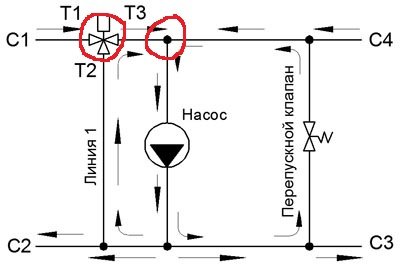 T1 T3
C1
C4
T2
Насос
Линия 1
Перепускной клапан
C2
C3